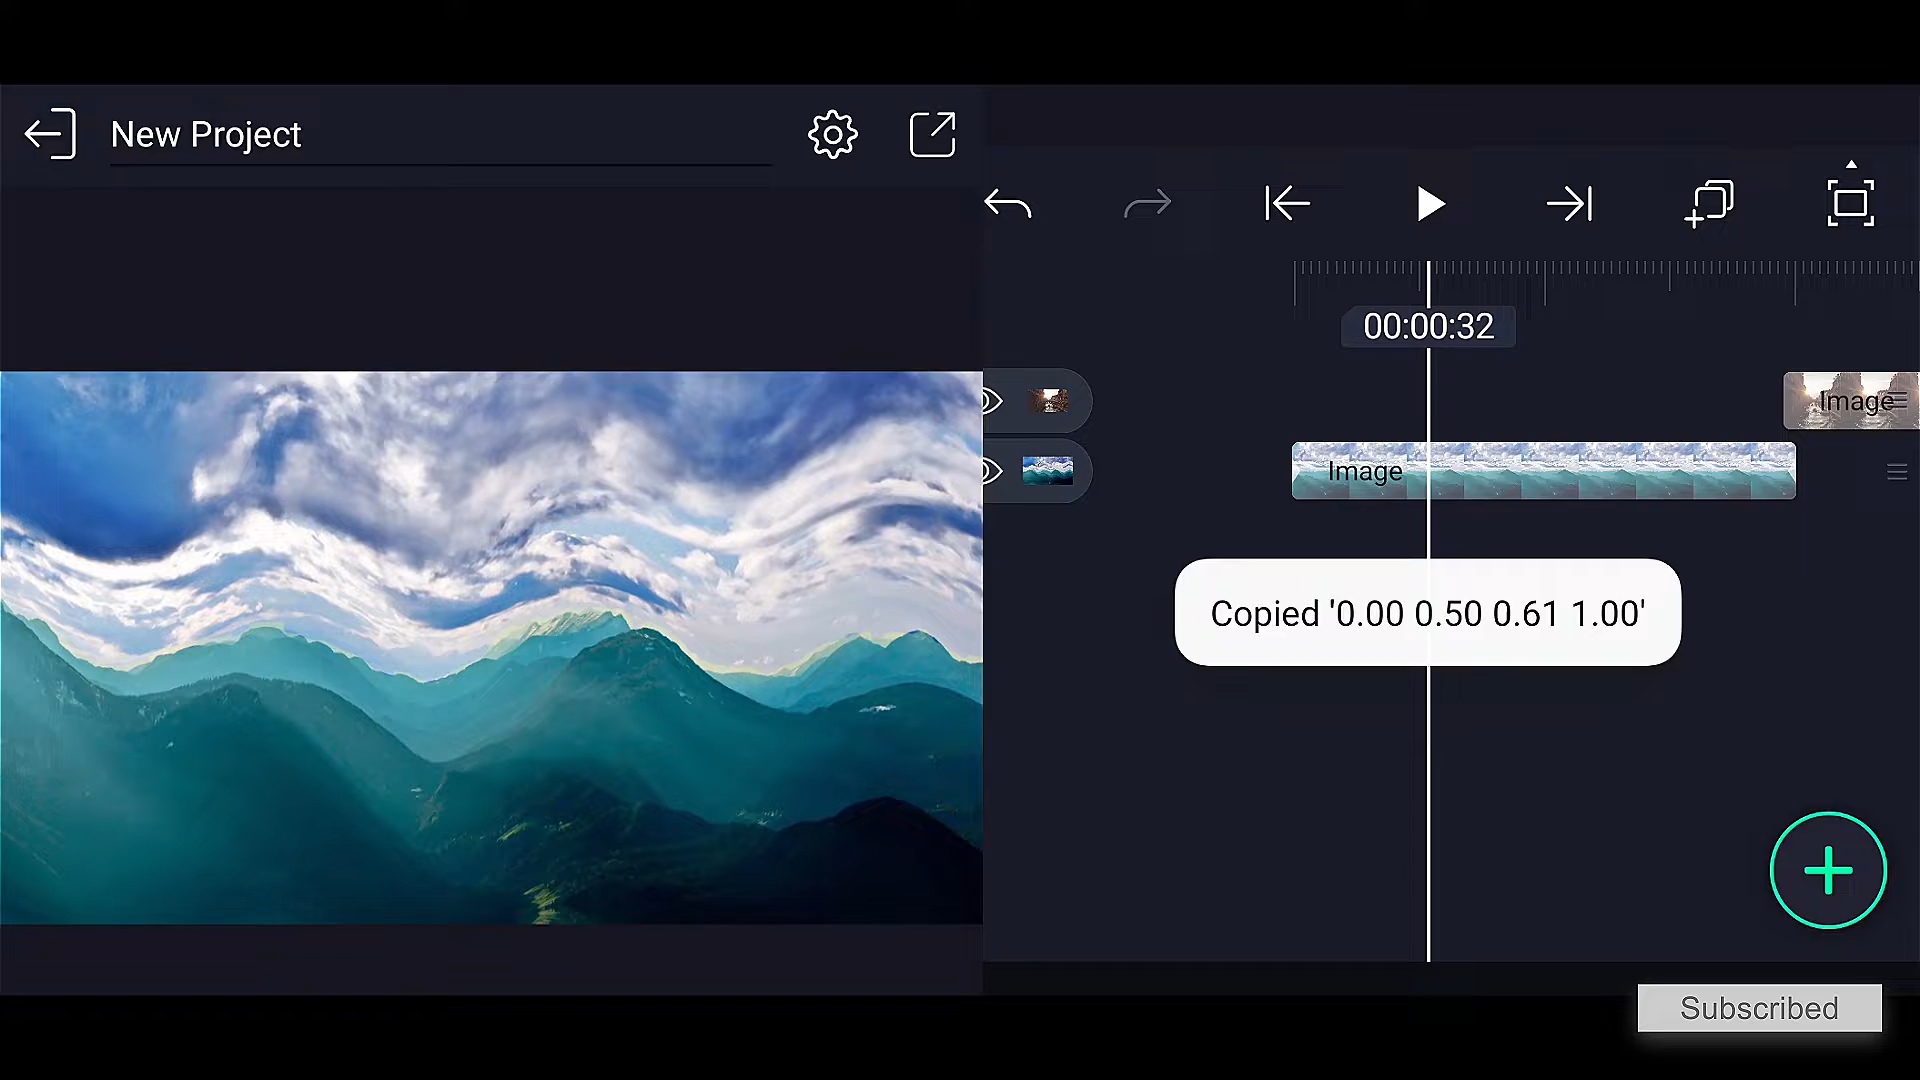 New Project
00:00:32
Image
Image
Copied '0.00 0.50 0.61 1.00'
Subscribed